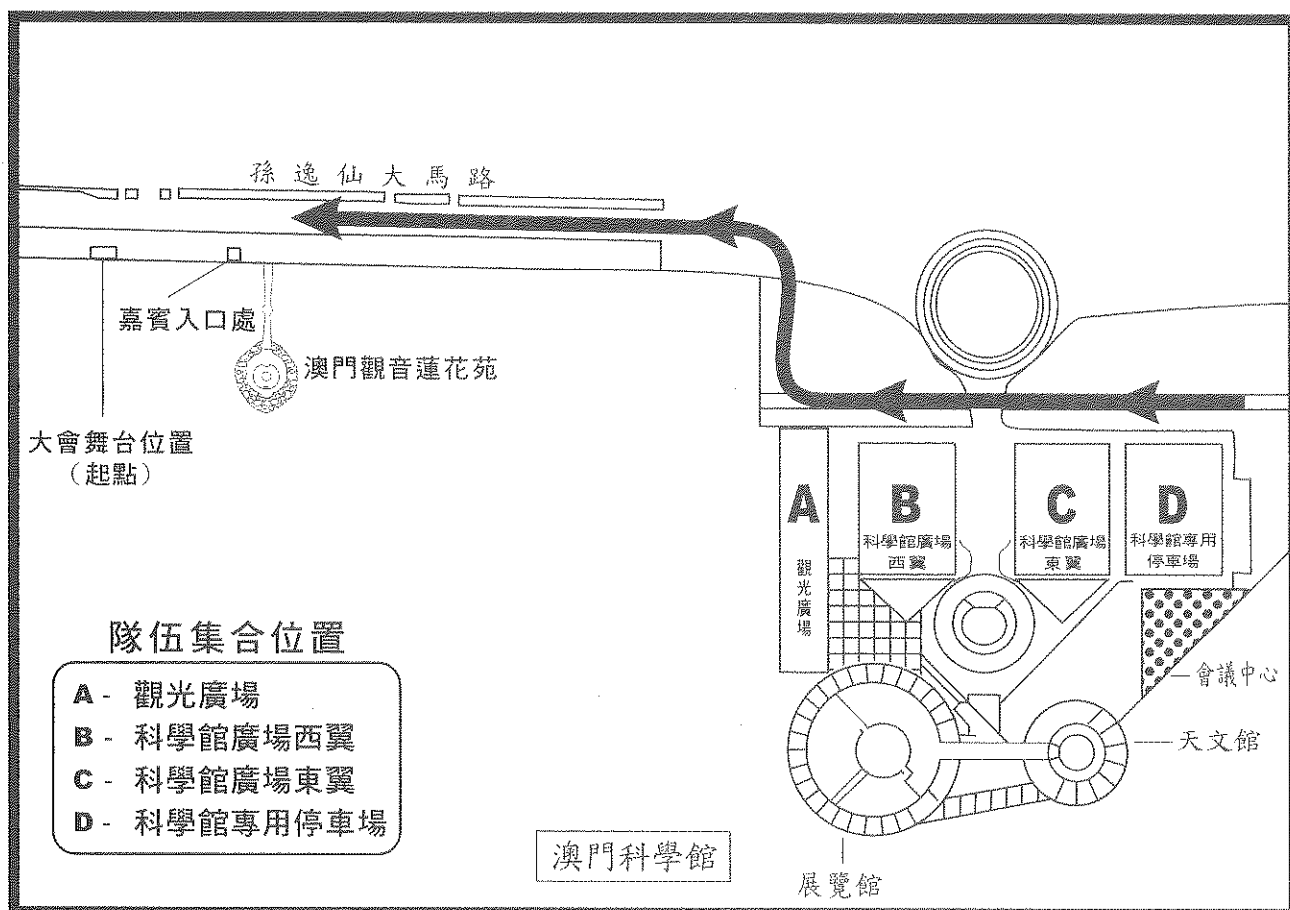 孫逸仙大馬路
嘉賓入口處
澳門觀音蓮花苑
大會舞台位置
（起點）
A
觀光廣場
B
科學館廣場
西翼
C
科學館廣場
東翼
D
科學館專用
停車場
會議中心
天文館
展覽館
澳門科學館
隊伍集合位置
A - 觀光廣場
B - 科學館廣場西翼
C - 科學館廣場東翼
D - 科學館專用停車場